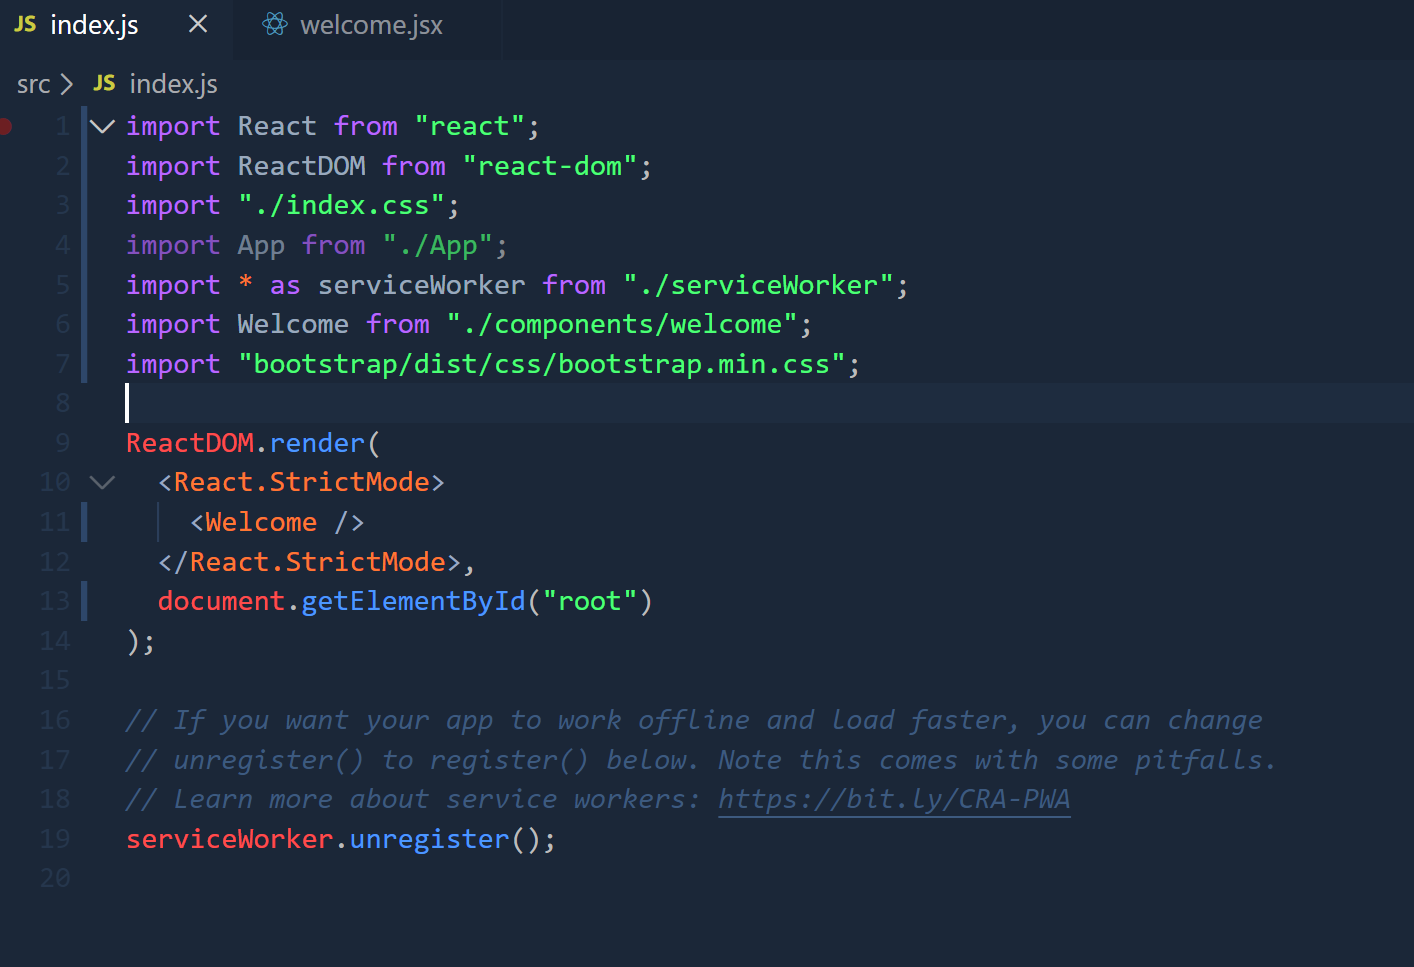 JS index.js
welcome.jsx
src > JS index.js
1 import React from "react";
2 import ReactDOM from "react-dom";
3 import "./index.css";
4 import App from "./App";
5 import * as serviceWorker from "./serviceWorker";
6 import Welcome from "./components/welcome";
7 import "bootstrap/dist/css/bootstrap.min.css";
8
9 ReactDOM.render(
10   <React.StrictMode>
11     <Welcome />
12   </React.StrictMode>,
13   document.getElementById("root")
14 );
15
16 // If you want your app to work offline and load faster, you can change
17 // unregister() to register() below. Note this comes with some pitfalls.
18 // Learn more about service workers: https://bit.ly/CRA-PWA
19 serviceWorker.unregister();
20